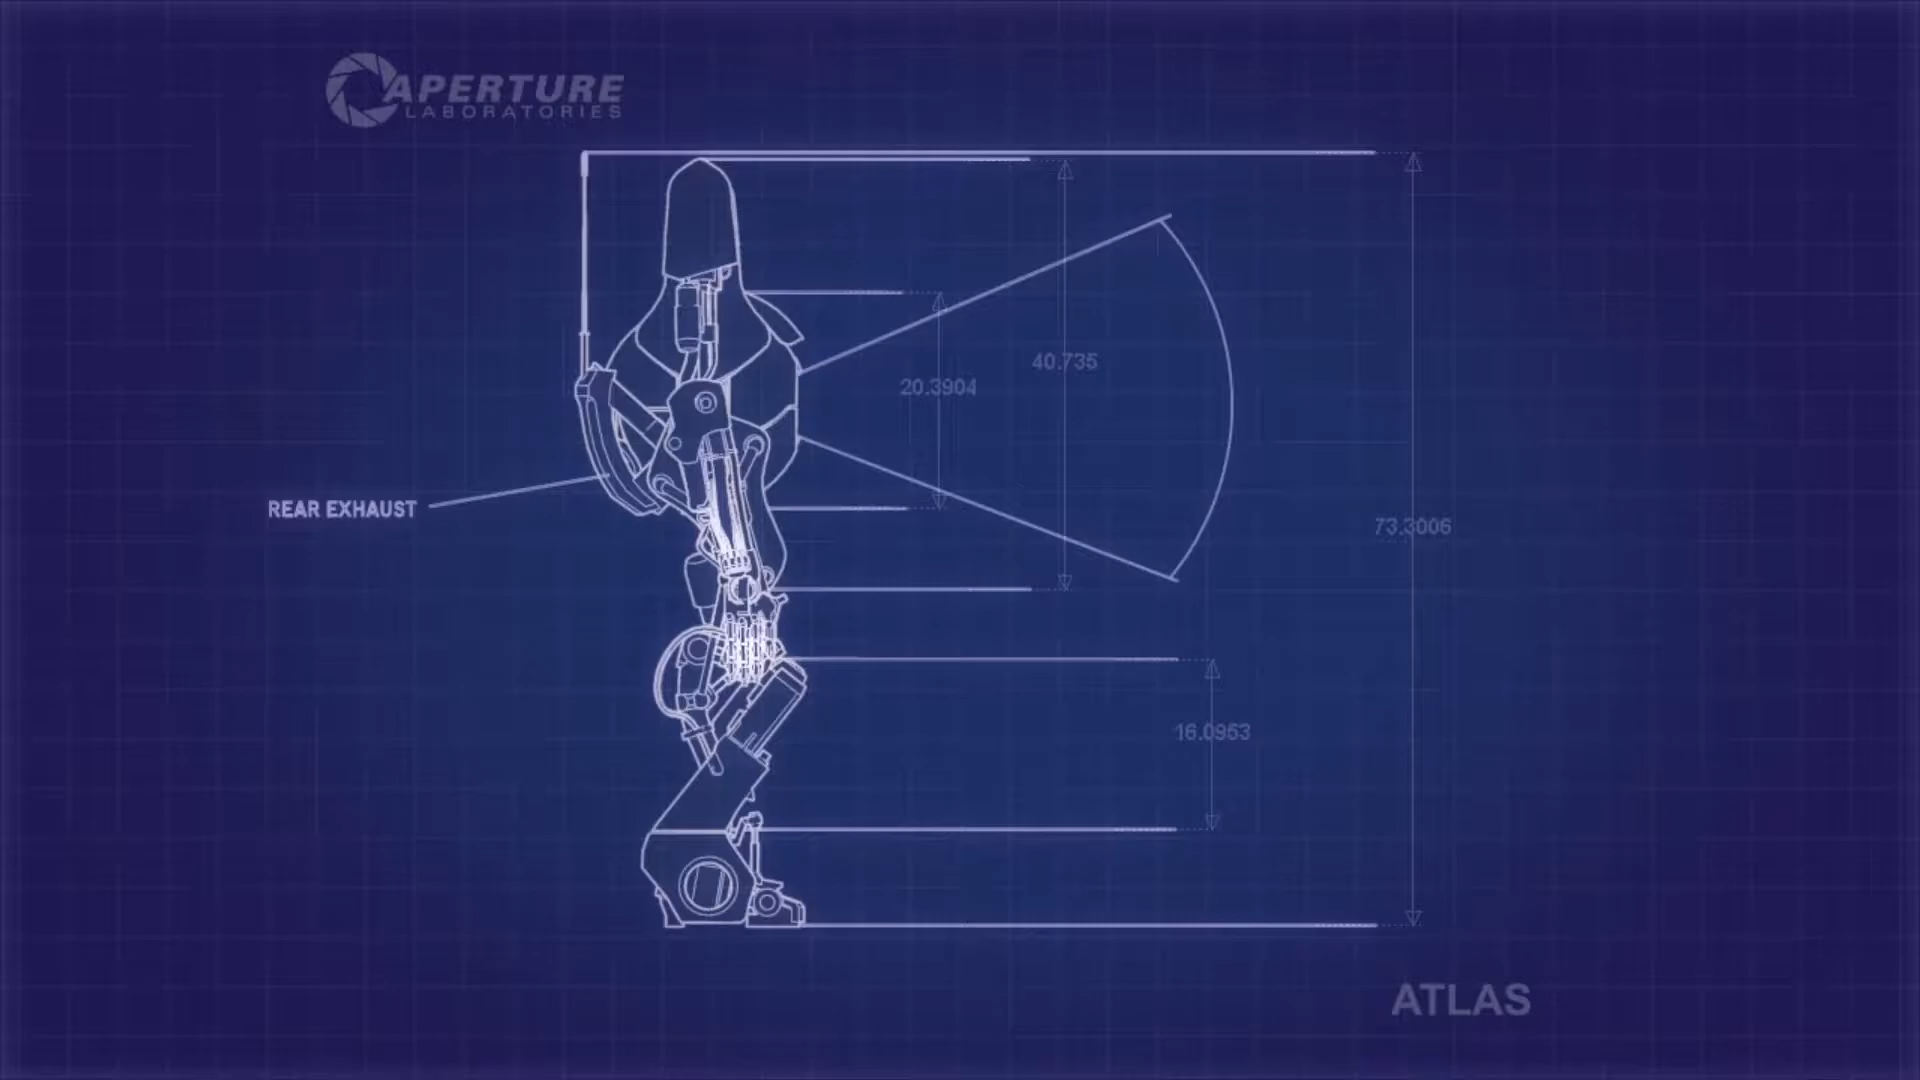 APERTURE
LABORATORIES
40.735
20.3904
REAR EXHAUST
73.3006
16.0953
ATLAS